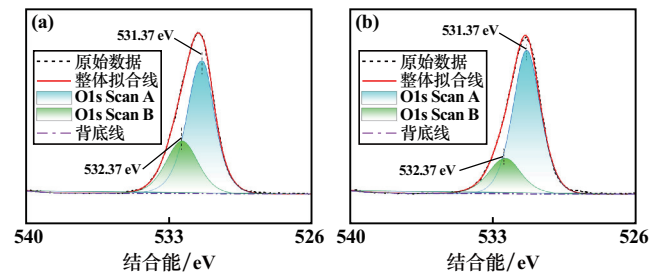 (a)
531.37 eV
原始数据
整体拟合线
O1s Scan A
O1s Scan B
背底线
532.37 eV
540
533
526
结合能/eV
(b)
531.37 eV
原始数据
整体拟合线
O1s Scan A
O1s Scan B
背底线
532.37 eV
540
533
526
结合能/eV